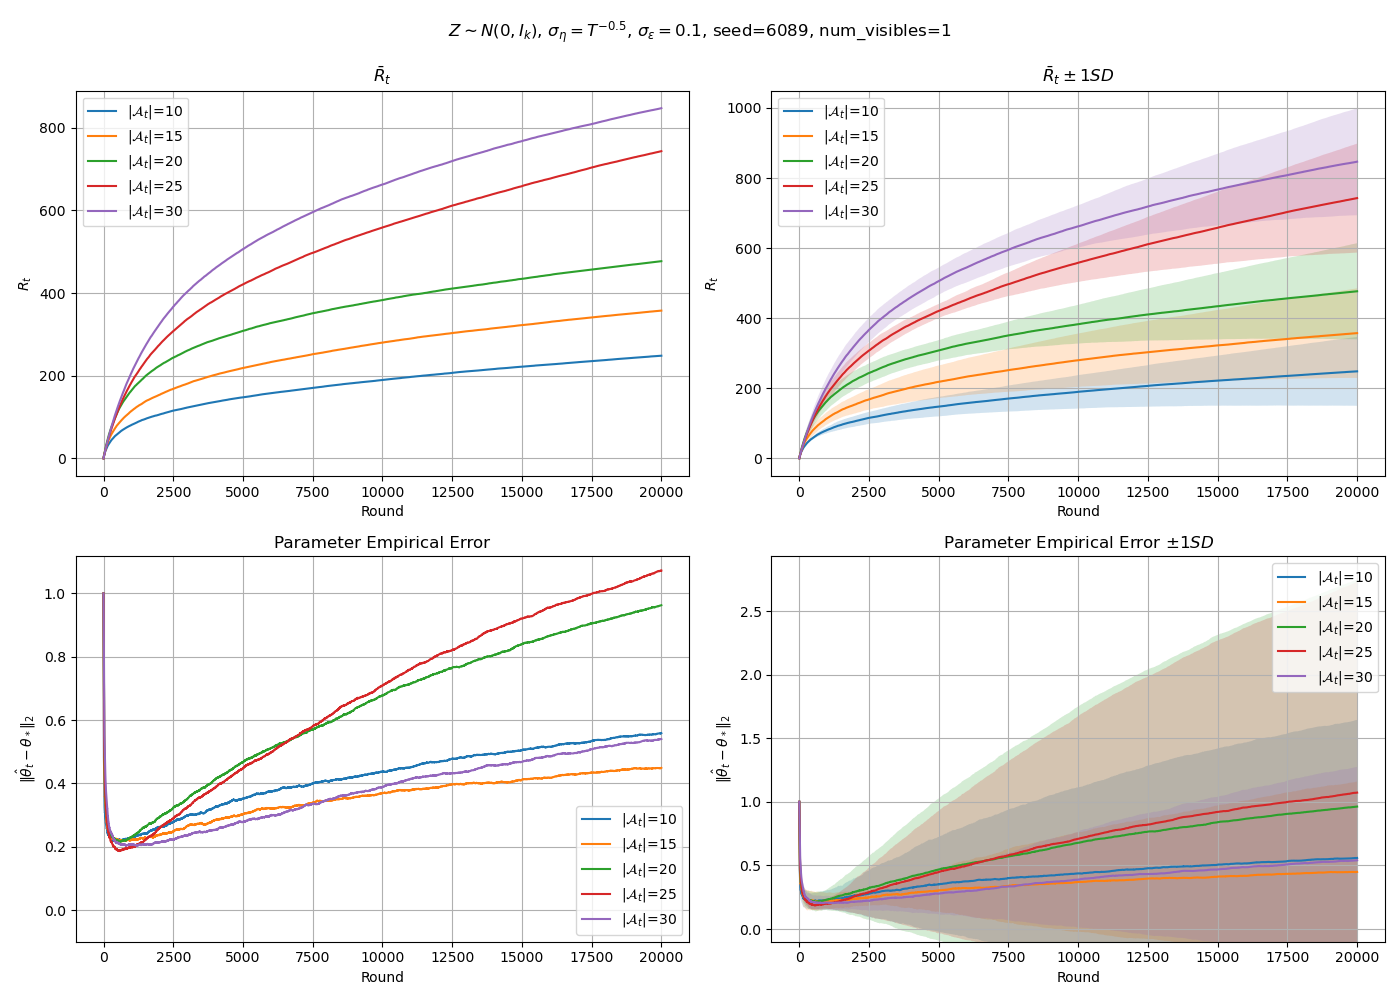 Z ∼ N(0, I_k), σ_η = T^{−0.5}, σ_ε = 0.1, seed=6089, num_visibles=1
R̄_t
|𝒜_t|=10
|𝒜_t|=15
|𝒜_t|=20
|𝒜_t|=25
|𝒜_t|=30
800
600
400
200
0
R_t
0 2500 5000 7500 10000 12500 15000 17500 20000
Round
R̄_t ± 1SD
|𝒜_t|=10
|𝒜_t|=15
|𝒜_t|=20
|𝒜_t|=25
|𝒜_t|=30
1000
800
600
400
200
0
R_t
0 2500 5000 7500 10000 12500 15000 17500 20000
Round
Parameter Empirical Error
1.0
0.8
0.6
0.4
0.2
0.0
‖θ̂_t − θ_*‖_2
|𝒜_t|=10
|𝒜_t|=15
|𝒜_t|=20
|𝒜_t|=25
|𝒜_t|=30
0 2500 5000 7500 10000 12500 15000 17500 20000
Round
Parameter Empirical Error ±1SD
|𝒜_t|=10
|𝒜_t|=15
|𝒜_t|=20
|𝒜_t|=25
|𝒜_t|=30
2.5
2.0
1.5
1.0
0.5
0.0
‖θ̂_t − θ_*‖_2
0 2500 5000 7500 10000 12500 15000 17500 20000
Round